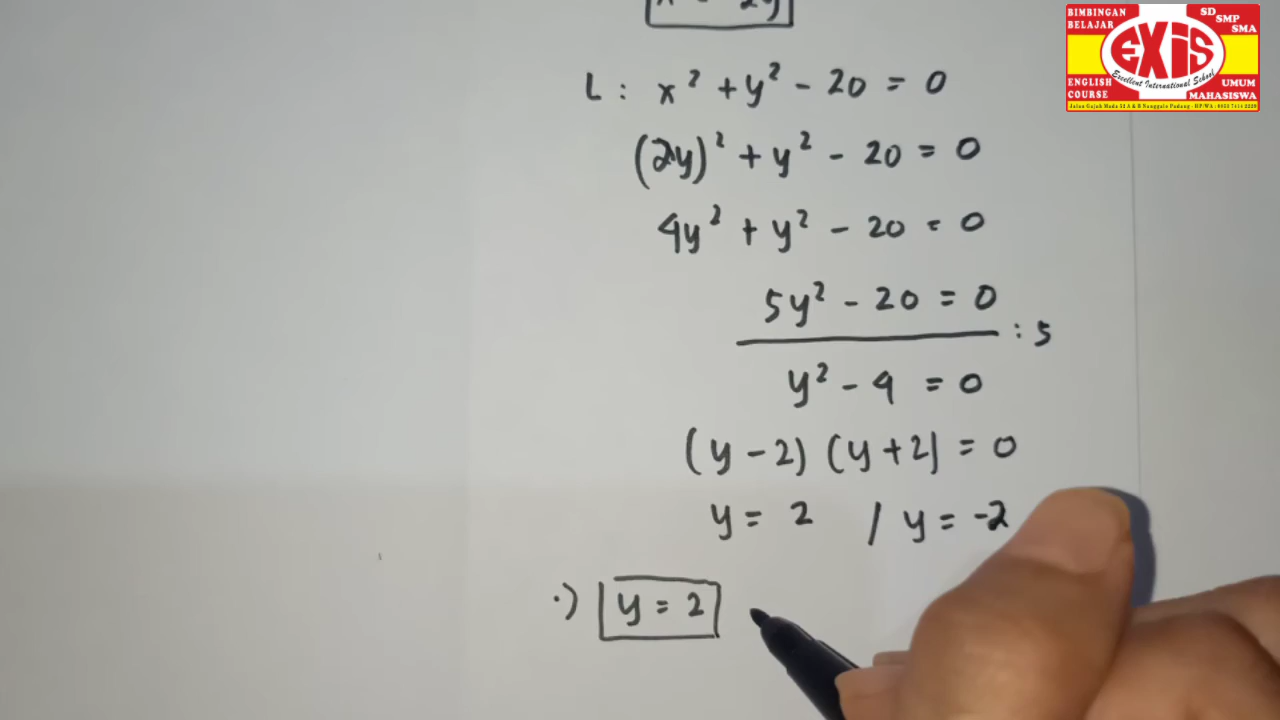 x = 2y
L : x² + y² - 20 = 0
(2y)² + y² - 20 = 0
4y² + y² - 20 = 0
5y² - 20 = 0
: 5
y² - 4 = 0
(y - 2) (y + 2) = 0
y = 2 / y = -2
·) y = 2
BIMBINGAN BELAJAR
SD SMP SMA
EXIS
Excellent International School
ENGLISH COURSE
UMUM MAHASISWA